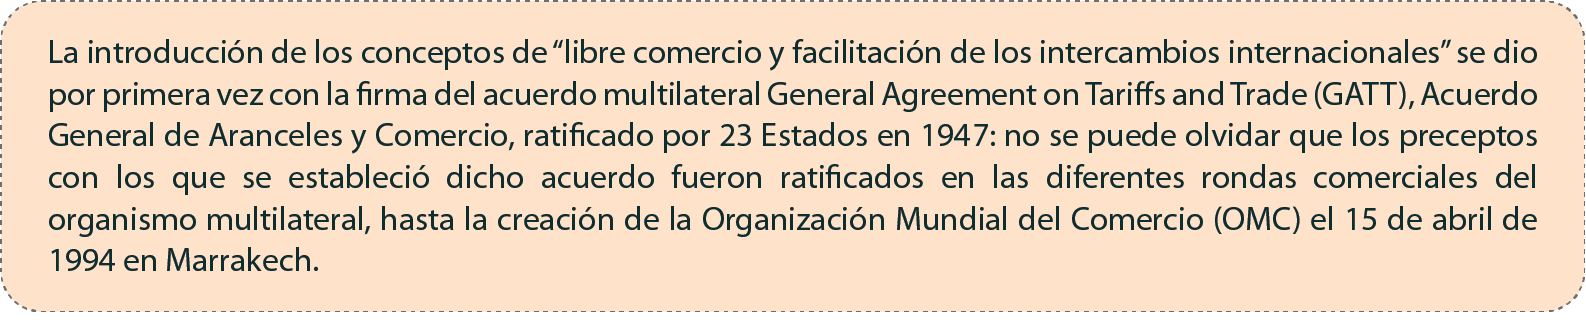 La introducción de los conceptos de “libre comercio y facilitación de los intercambios internacionales” se dio
por primera vez con la firma del acuerdo multilateral General Agreement on Tariffs and Trade (GATT), Acuerdo
General de Aranceles y Comercio, ratificado por 23 Estados en 1947: no se puede olvidar que los preceptos
con los que se estableció dicho acuerdo fueron ratificados en las diferentes rondas comerciales del
organismo multilateral, hasta la creación de la Organización Mundial del Comercio (OMC) el 15 de abril de
1994 en Marrakech.